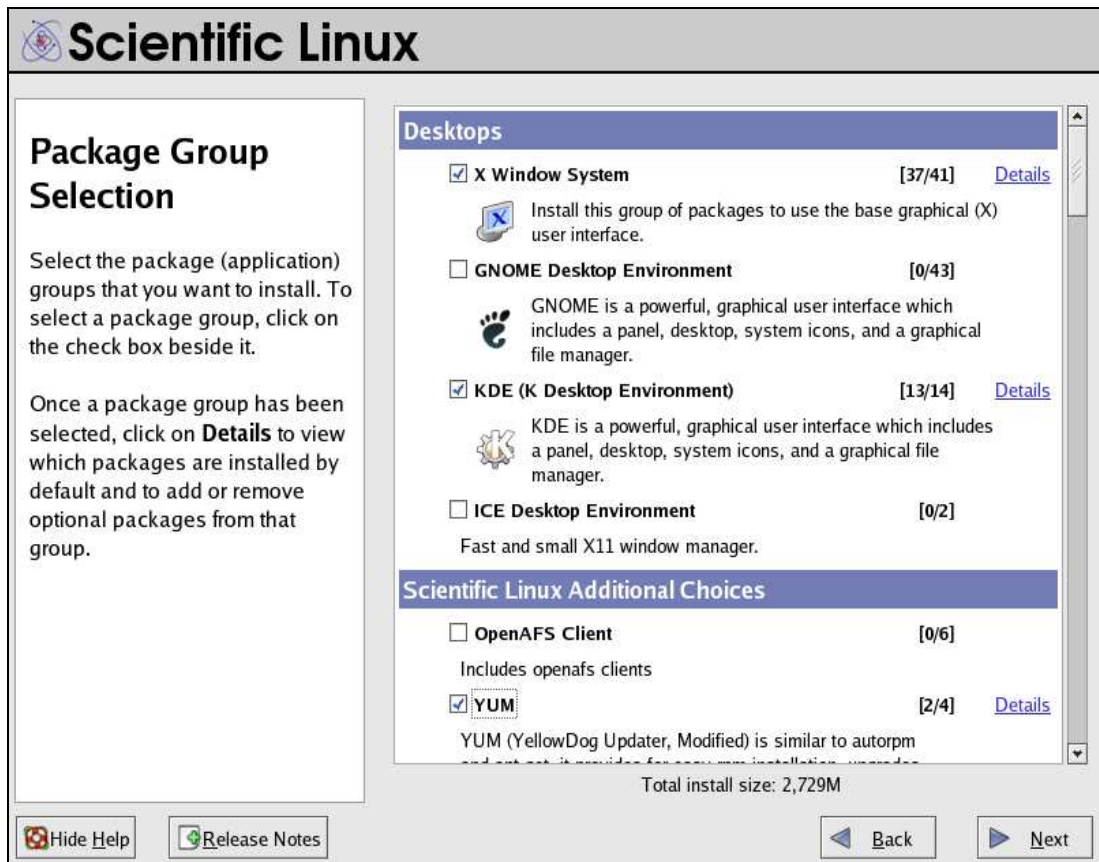 Scientific Linux
Package Group
Selection
Select the package (application)
groups that you want to install. To
select a package group, click on
the check box beside it.
Once a package group has been
selected, click on Details to view
which packages are installed by
default and to add or remove
optional packages from that
group.
Desktops
X Window System [37/41] Details
Install this group of packages to use the base graphical (X)
user interface.
GNOME Desktop Environment [0/43]
GNOME is a powerful, graphical user interface which
includes a panel, desktop, system icons, and a graphical
file manager.
KDE (K Desktop Environment) [13/14] Details
KDE is a powerful, graphical user interface which includes
a panel, desktop, system icons, and a graphical file
manager.
ICE Desktop Environment [0/2]
Fast and small X11 window manager.
Scientific Linux Additional Choices
OpenAFS Client [0/6]
Includes openafs clients
YUM [2/4] Details
YUM (YellowDog Updater, Modified) is similar to autorpm
Total install size: 2,729M
Hide Help
Release Notes
Back
Next